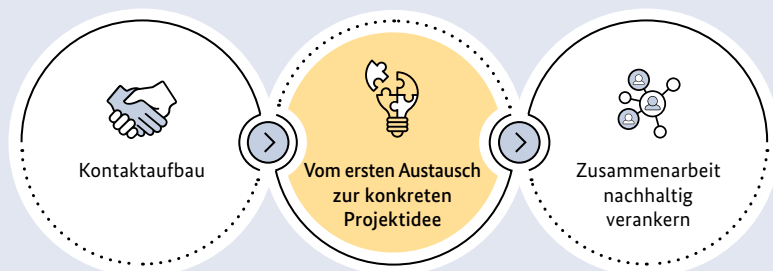 Kontaktaufbau
Vom ersten Austausch
zur konkreten
Projektidee
Zusammenarbeit
nachhaltig
verankern